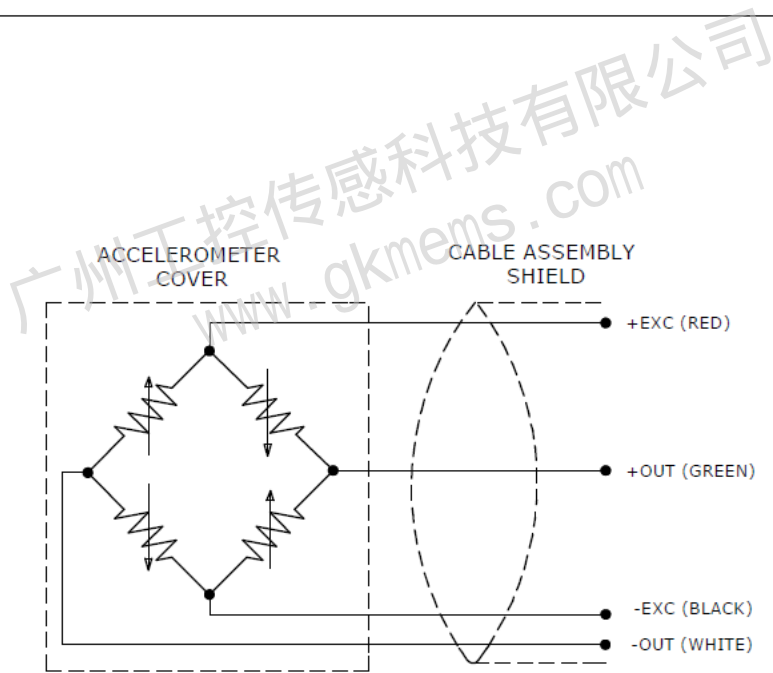 广州工控传感科技有限公司
www.gkmems.com
ACCELEROMETER
COVER
CABLE ASSEMBLY
SHIELD
+EXC (RED)
+OUT (GREEN)
-EXC (BLACK)
-OUT (WHITE)